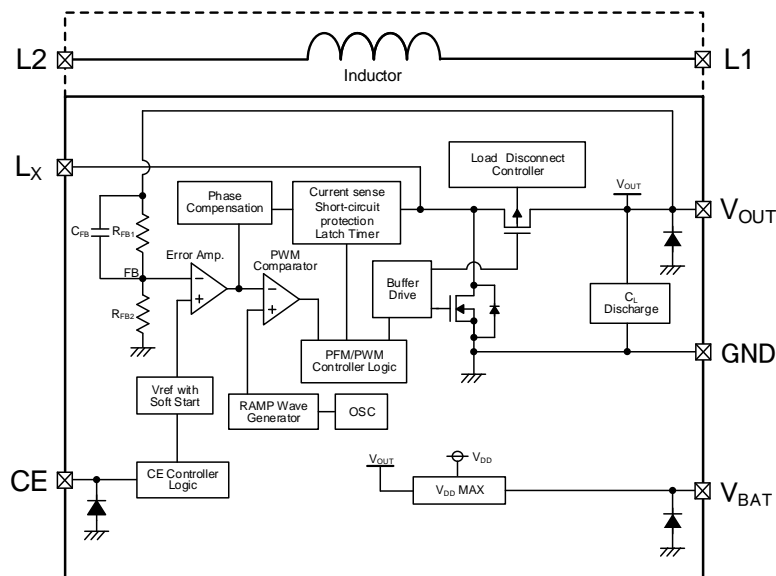 L2
L1
Inductor
LX
Load Disconnect
Controller
VOUT
VOUT
Phase
Compensation
Current sense
Short-circuit
protection
Latch Timer
CFB
RFB1
Error Amp.
PWM
Comparator
FB
Buffer
Drive
CL
Discharge
RFB2
PFM/PWM
Controller Logic
GND
Vref with
Soft Start
RAMP Wave
Generator
OSC
CE
CE Controller
Logic
VOUT
VDD
VDD MAX
VBAT